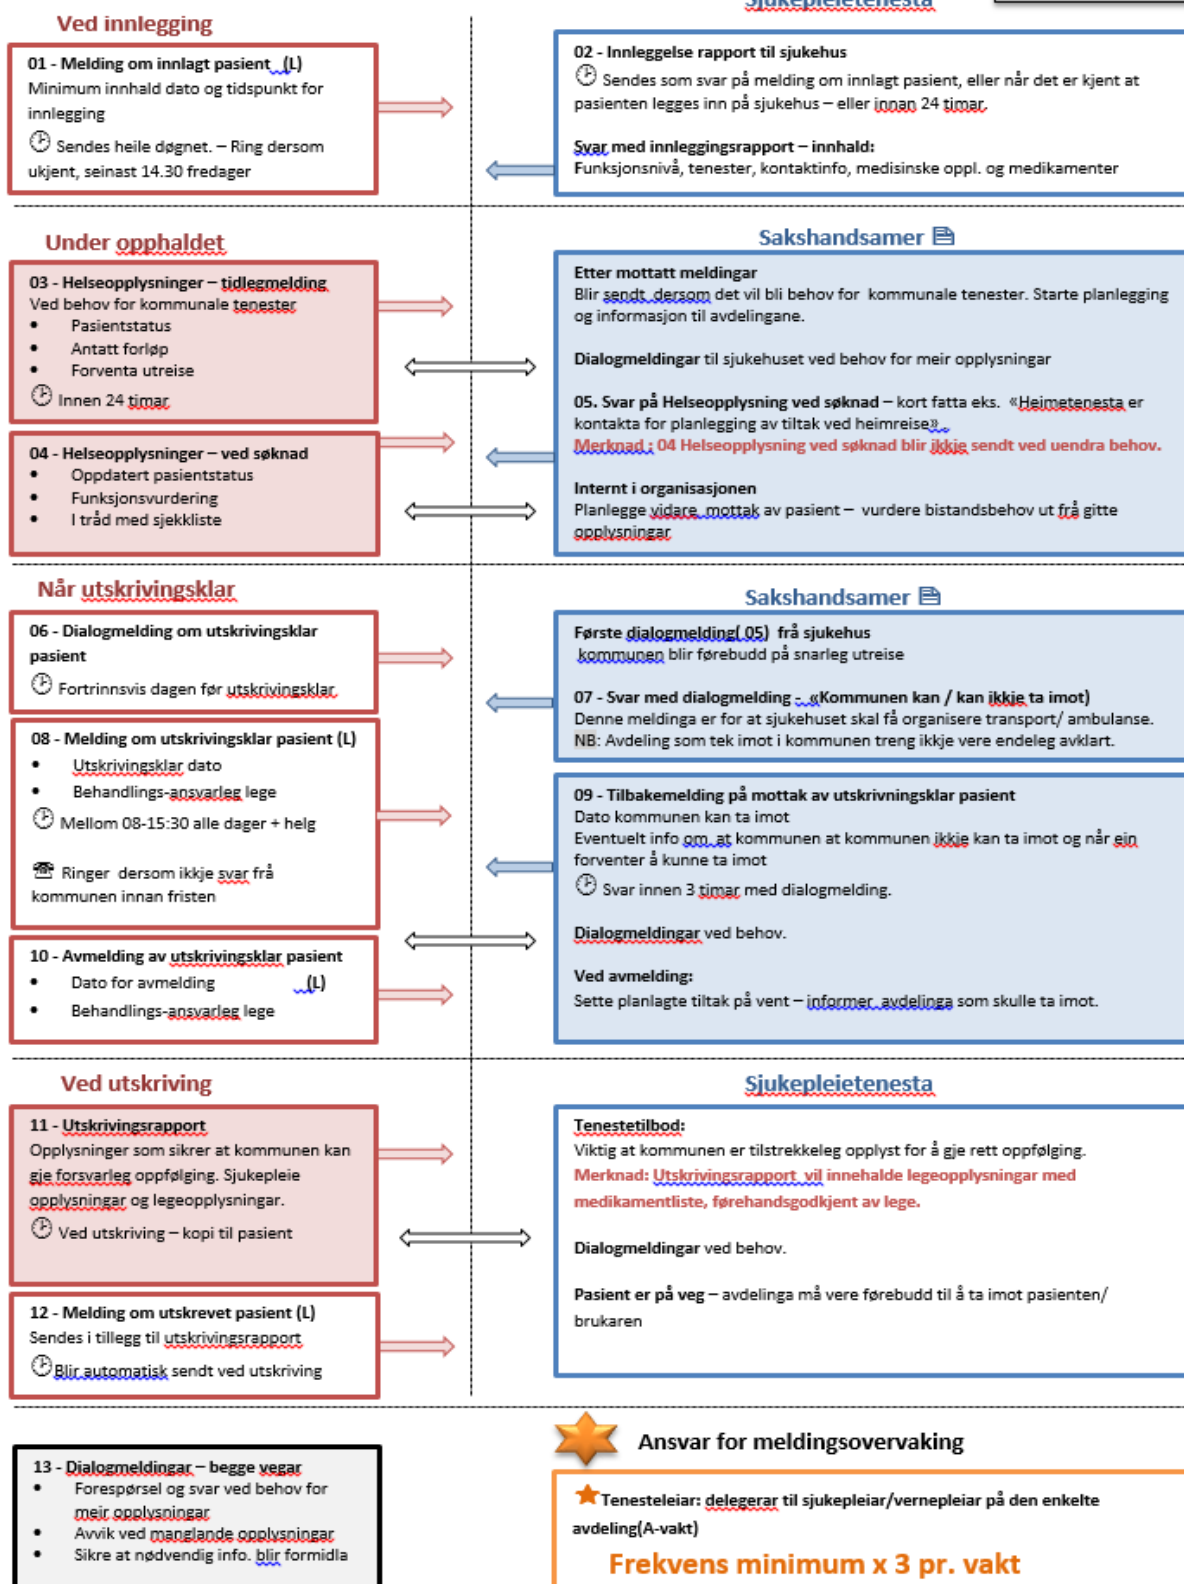 Sjukepleietenesta
Ved innlegging
01 - Melding om innlagt pasient (L)
Minimum innhald dato og tidspunkt for
innlegging
Sendes heile døgnet. – Ring dersom
ukjent, seinast 14.30 fredager
02 - Innleggelse rapport til sjukehus
Sendes som svar på melding om innlagt pasient, eller når det er kjent at
pasienten legges inn på sjukehus – eller innan 24 timar.
Svar med innleggingsrapport – innhald:
Funksjonsnivå, tenester, kontaktinfo, medisinske oppl. og medikamenter
Under opphaldet
03 - Helseopplysninger – tidlegmelding
Ved behov for kommunale tenester
• Pasientstatus
• Antatt forløp
• Forventa utreise
Innen 24 timar
04 - Helseopplysninger – ved søknad
• Oppdatert pasientstatus
• Funksjonsvurdering
• I tråd med sjekkliste
Sakshandsamer
Etter mottatt meldingar
Blir sendt dersom det vil bli behov for kommunale tenester. Starte planlegging
og informasjon til avdelingane.
Dialogmeldingar til sjukehuset ved behov for meir opplysningar
05. Svar på Helseopplysning ved søknad – kort fatta eks. «Heimetenesta er
kontakta for planlegging av tiltak ved heimreise».
Merknad : 04 Helseopplysning ved søknad blir ikkje sendt ved uendra behov.
Internt i organisasjonen
Planlegge vidare mottak av pasient – vurdere bistandsbehov ut frå gitte
opplysningar
Når utskrivingsklar
06 - Dialogmelding om utskrivingsklar
pasient
Fortrinnsvis dagen før utskrivingsklar
08 - Melding om utskrivingsklar pasient (L)
• Utskrivingsklar dato
• Behandlings-ansvarleg lege
Mellom 08-15:30 alle dager + helg
Ringer dersom ikkje svar frå
kommunen innan fristen
10 - Avmelding av utskrivingsklar pasient
• Dato for avmelding (L)
• Behandlings-ansvarleg lege
Sakshandsamer
Første dialogmelding( 05) frå sjukehus
kommunen blir førebudd på snarleg utreise
07 - Svar med dialogmelding - «Kommunen kan / kan ikkje ta imot)
Denne meldinga er for at sjukehuset skal få organisere transport/ ambulanse.
NB: Avdeling som tek imot i kommunen treng ikkje vere endeleg avklart.
09 - Tilbakemelding på mottak av utskrivningsklar pasient
Dato kommunen kan ta imot
Eventuelt info om at kommunen at kommunen ikkje kan ta imot og når ein
forventer å kunne ta imot
Svar innen 3 timar med dialogmelding.
Dialogmeldingar ved behov.
Ved avmelding:
Sette planlagte tiltak på vent – informer avdelinga som skulle ta imot.
Ved utskriving
11 - Utskrivingsrapport
Opplysninger som sikrer at kommunen kan
gje forsvarleg oppfølging. Sjukepleie
opplysningar og legeopplysningar.
Ved utskriving – kopi til pasient
12 - Melding om utskrevet pasient (L)
Sendes i tillegg til utskrivingsrapport
Blir automatisk sendt ved utskriving
Sjukepleietenesta
Tenestetilbod:
Viktig at kommunen er tilstrekkeleg opplyst for å gje rett oppfølging.
Merknad: Utskrivingsrapport vil innehalde legeopplysningar med
medikamentliste, førehandsgodkjent av lege.
Dialogmeldingar ved behov.
Pasient er på veg – avdelinga må vere førebudd til å ta imot pasienten/
brukaren
13 - Dialogmeldingar – begge vegar
• Forespørsel og svar ved behov for
meir opplysningar
• Avvik ved manglande opplysningar
• Sikre at nødvendig info. blir formidla
Ansvar for meldingsovervaking
Tenesteleiar: delegerar til sjukepleiar/vernepleiar på den enkelte
avdeling(A-vakt)
Frekvens minimum x 3 pr. vakt